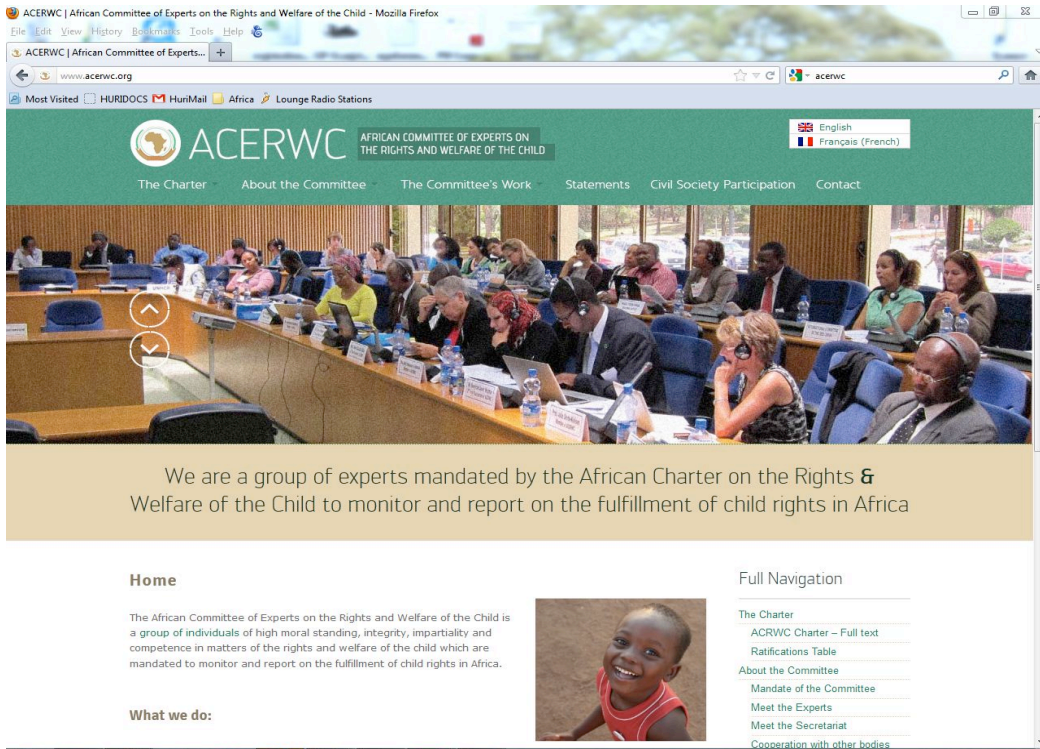 ACERWC | African Committee of Experts on the Rights and Welfare of the Child - Mozilla Firefox
File Edit View History Bookmarks Tools Help
ACERWC | African Committee of Experts...
www.acerwc.org
acerwc
Most Visited HURIDOCS HuriMail Africa Lounge Radio Stations
ACERWC
AFRICAN COMMITTEE OF EXPERTS ON
THE RIGHTS AND WELFARE OF THE CHILD
English
Français (French)
The Charter About the Committee The Committee's Work Statements Civil Society Participation Contact
We are a group of experts mandated by the African Charter on the Rights &
Welfare of the Child to monitor and report on the fulfillment of child rights in Africa
Home
The African Committee of Experts on the Rights and Welfare of the Child is
a group of individuals of high moral standing, integrity, impartiality and
competence in matters of the rights and welfare of the child which are
mandated to monitor and report on the fulfillment of child rights in Africa.
What we do:
Full Navigation
The Charter
ACRWC Charter – Full text
Ratifications Table
About the Committee
Mandate of the Committee
Meet the Experts
Meet the Secretariat
Cooperation with other bodies